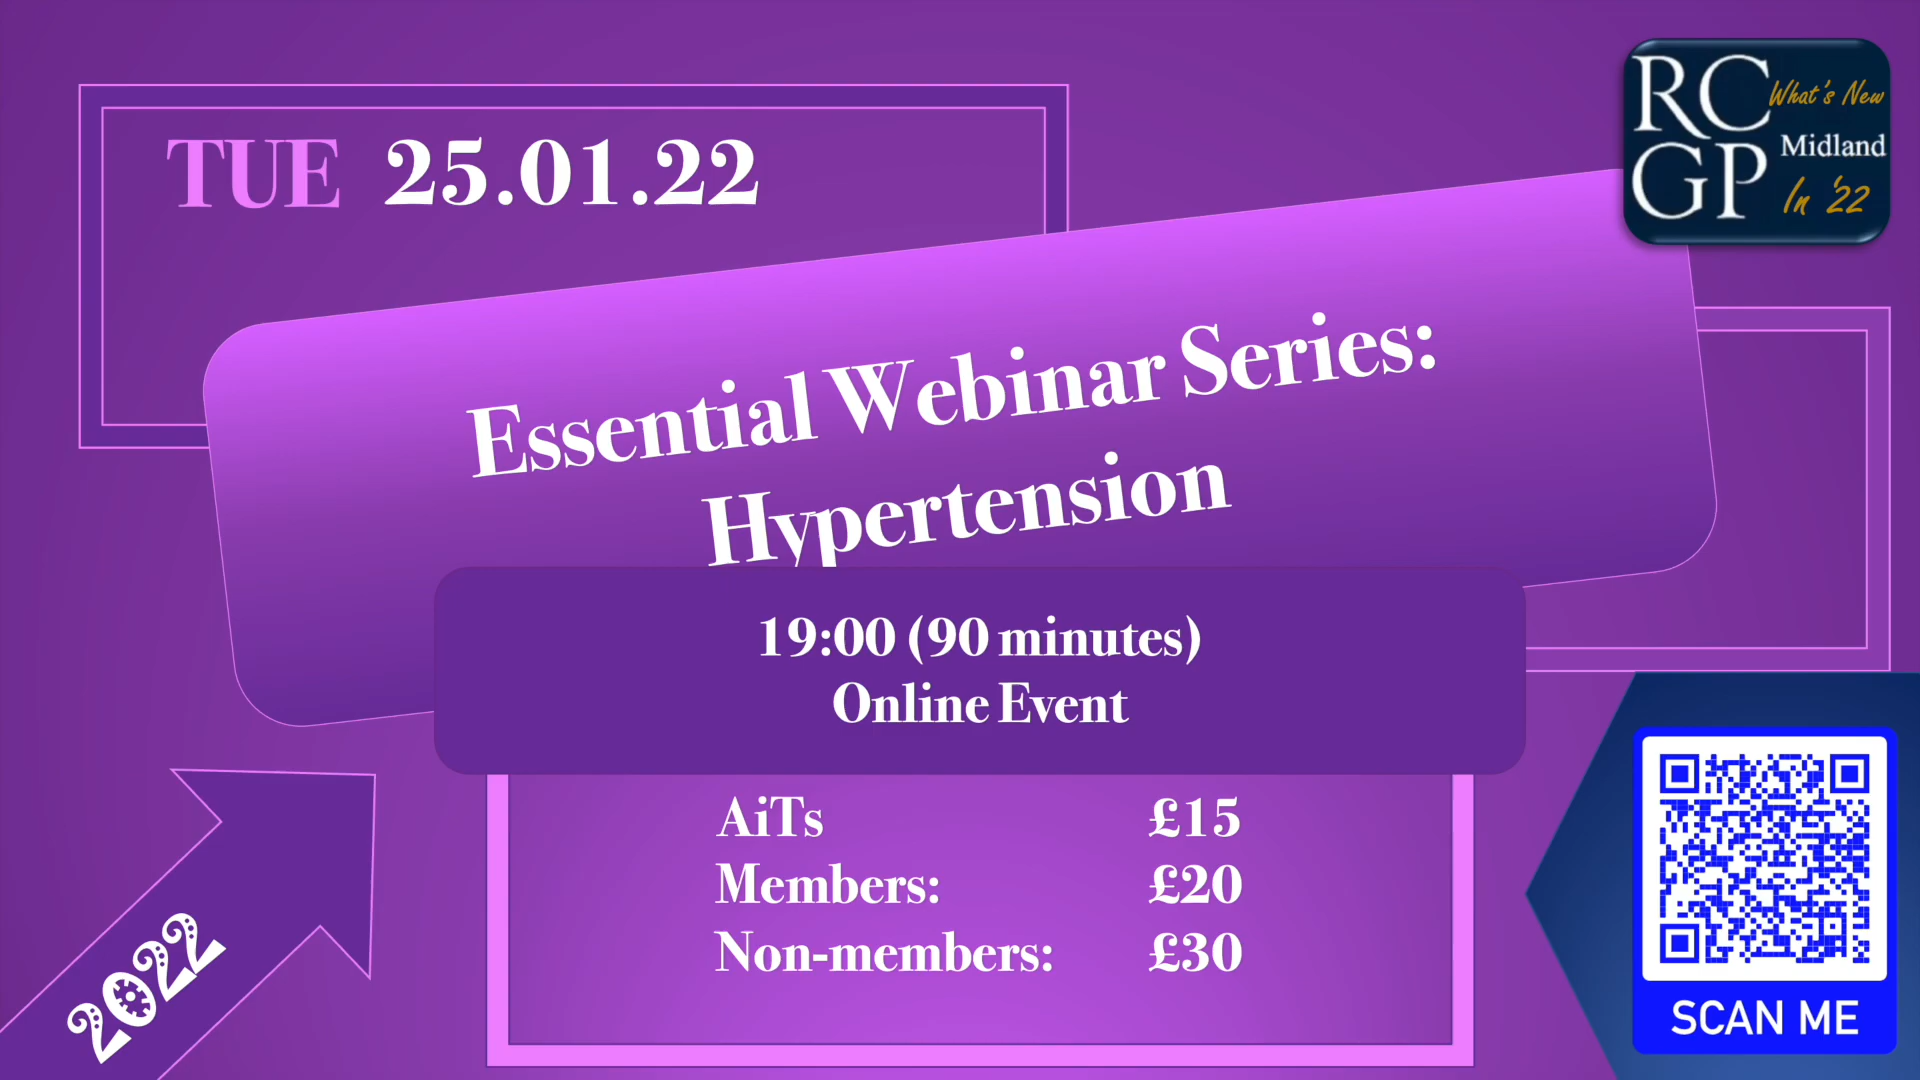 TUE 25.01.22
RC
GP
What's New
Midland
In '22
Essential Webinar Series:
Hypertension
19:00 (90 minutes)
Online Event
AiTs £15
Members: £20
Non-members: £30
2022
SCAN ME